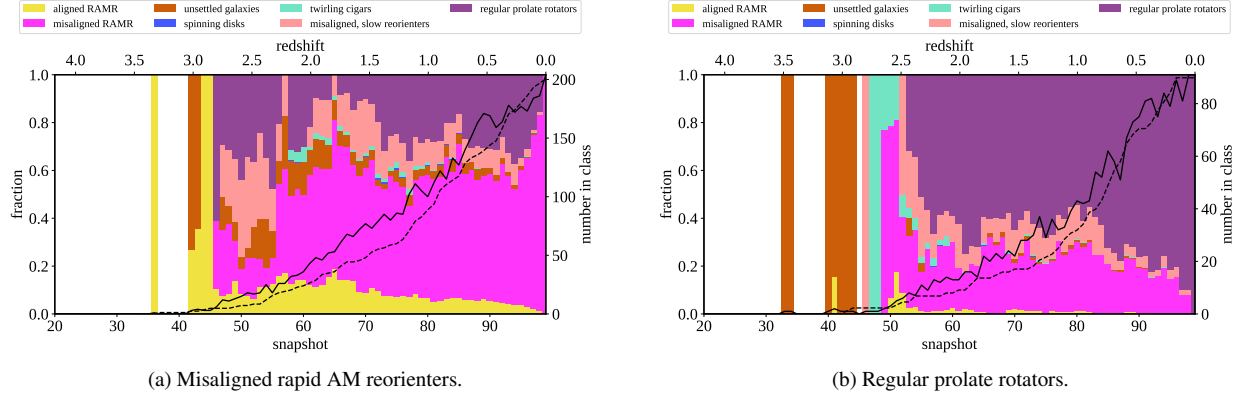 aligned RAMR unsettled galaxies twirling cigars regular prolate rotators
misaligned RAMR spinning disks misaligned, slow reorienters
redshift
4.0 3.5 3.0 2.5 2.0 1.5 1.0 0.5 0.0
1.0
0.8
0.6
0.4
0.2
0.0
fraction
200
150
100
50
0
number in class
20 30 40 50 60 70 80 90
snapshot
(a) Misaligned rapid AM reorienters.
aligned RAMR unsettled galaxies twirling cigars regular prolate rotators
misaligned RAMR spinning disks misaligned, slow reorienters
redshift
4.0 3.5 3.0 2.5 2.0 1.5 1.0 0.5 0.0
1.0
0.8
0.6
0.4
0.2
0.0
fraction
80
60
40
20
0
number in class
20 30 40 50 60 70 80 90
snapshot
(b) Regular prolate rotators.